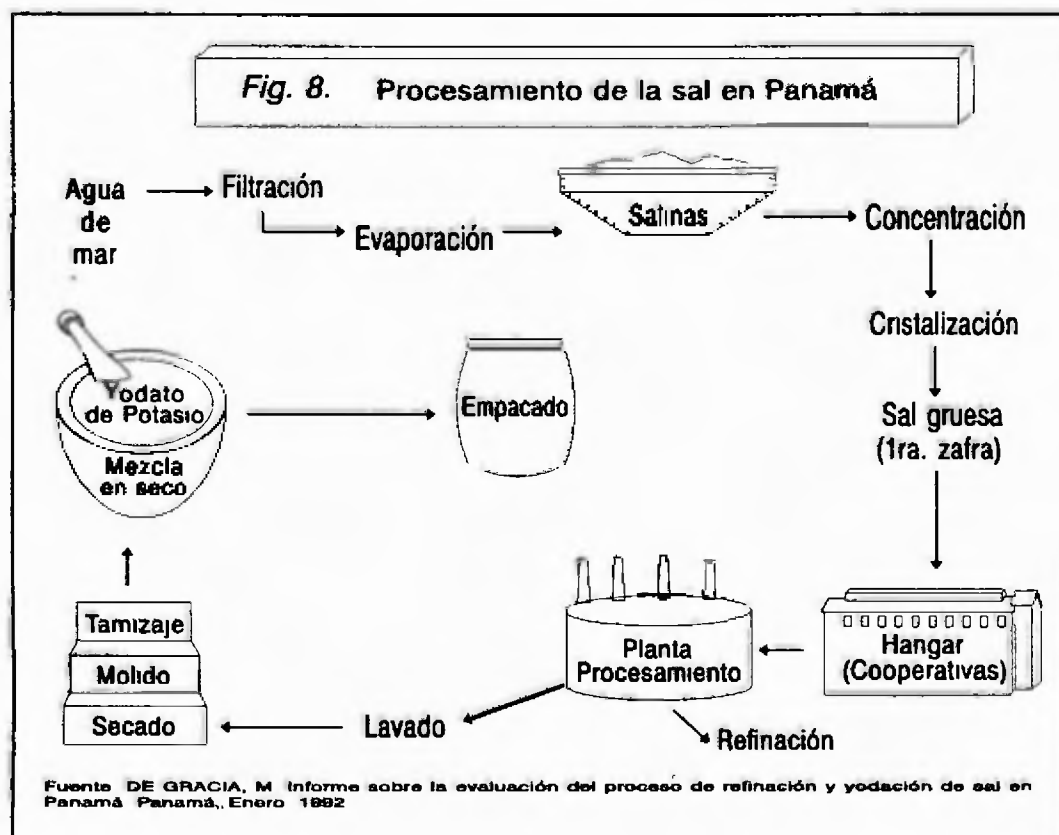 Fig. 8. Procesamiento de la sal en Panamá
Agua
de
mar
Filtración
Evaporación
Salinas
Concentración
Cristalización
Sal gruesa
(1ra. zafra)
Hangar
(Cooperativas)
Planta
Procesamiento
Refinación
Lavado
Secado
Molido
Tamizaje
Yodato
de Potasio
Mezcla
en seco
Empacado
Fuente DE GRACIA, M Informe sobre la evaluación del proceso de refinación y yodación de sal en
Panamá Panamá,, Enero 1992